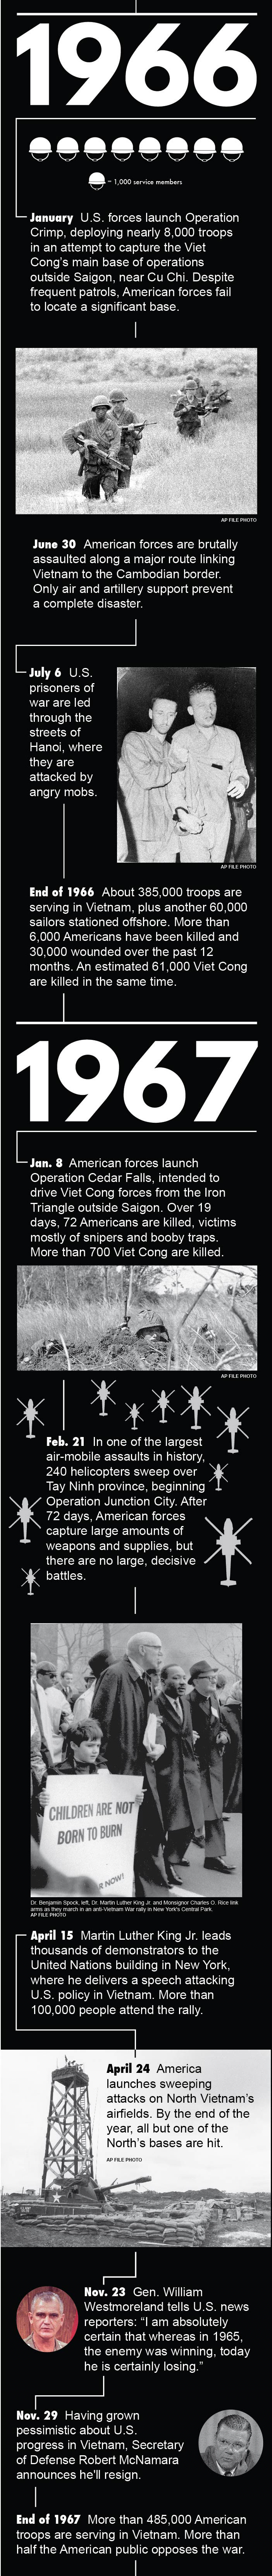 1966
= 1,000 service members
January U.S. forces launch Operation
Crimp, deploying nearly 8,000 troops
in an attempt to capture the Viet
Cong's main base of operations
outside Saigon, near Cu Chi. Despite
frequent patrols, American forces fail
to locate a significant base.
AP FILE PHOTO
June 30 American forces are brutally
assaulted along a major route linking
Vietnam to the Cambodian border.
Only air and artillery support prevent
a complete disaster.
July 6 U.S.
prisoners of
war are led
through the
streets of
Hanoi, where
they are
attacked by
angry mobs.
AP FILE PHOTO
End of 1966 About 385,000 troops are
serving in Vietnam, plus another 60,000
sailors stationed offshore. More than
6,000 Americans have been killed and
30,000 wounded over the past 12
months. An estimated 61,000 Viet Cong
are killed in the same time.
1967
Jan. 8 American forces launch
Operation Cedar Falls, intended to
drive Viet Cong forces from the Iron
Triangle outside Saigon. Over 19
days, 72 Americans are killed, victims
mostly of snipers and booby traps.
More than 700 Viet Cong are killed.
AP FILE PHOTO
Feb. 21 In one of the largest
air-mobile assaults in history,
240 helicopters sweep over
Tay Ninh province, beginning
Operation Junction City. After
72 days, American forces
capture large amounts of
weapons and supplies, but
there are no large, decisive
battles.
CHILDREN ARE NOT
BORN TO BURN
R NOW!
Dr. Benjamin Spock, left, Dr. Martin Luther King Jr. and Monsignor Charles O. Rice link
arms as they march in an anti-Vietnam War rally in New York's Central Park.
AP FILE PHOTO
April 15 Martin Luther King Jr. leads
thousands of demonstrators to the
United Nations building in New York,
where he delivers a speech attacking
U.S. policy in Vietnam. More than
100,000 people attend the rally.
April 24 America
launches sweeping
attacks on North Vietnam's
airfields. By the end of the
year, all but one of the
North's bases are hit.
AP FILE PHOTO
Nov. 23 Gen. William
Westmoreland tells U.S. news
reporters: “I am absolutely
certain that whereas in 1965,
the enemy was winning, today
he is certainly losing.”
Nov. 29 Having grown
pessimistic about U.S.
progress in Vietnam, Secretary
of Defense Robert McNamara
announces he'll resign.
End of 1967 More than 485,000 American
troops are serving in Vietnam. More than
half the American public opposes the war.